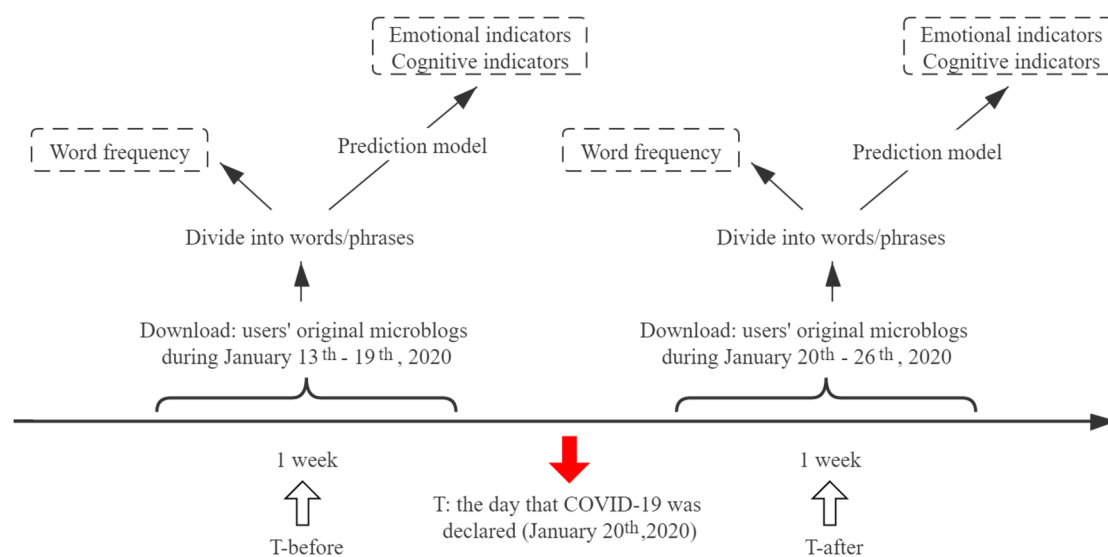 Emotional indicators
Cognitive indicators
Emotional indicators
Cognitive indicators
Word frequency
Prediction model
Word frequency
Prediction model
Divide into words/phrases
Divide into words/phrases
Download: users' original microblogs
during January 13th - 19th, 2020
Download: users' original microblogs
during January 20th - 26th, 2020
1 week
1 week
T: the day that COVID-19 was
declared (January 20th,2020)
T-before
T-after